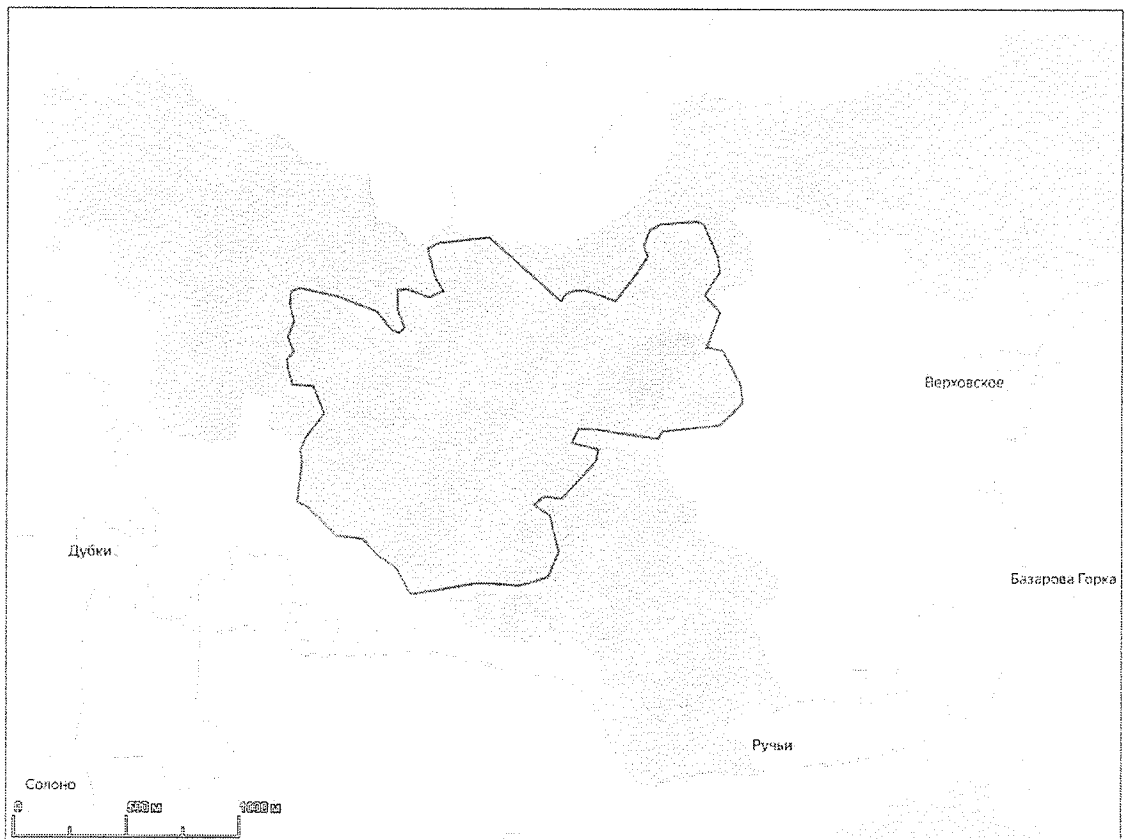 Верховское
Дубки
Базарова Горка
Ручьи
Солоно
0 500 м 1000 м